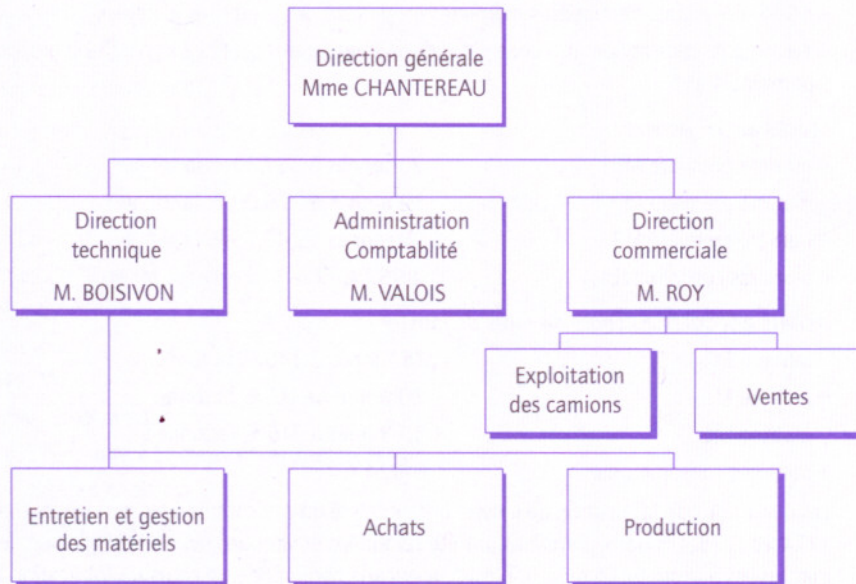 Direction générale
Mme CHANTEREAU
Direction
technique
M. BOISIVON
Administration
Comptablité
M. VALOIS
Direction
commerciale
M. ROY
Exploitation
des camions
Ventes
Entretien et gestion
des matériels
Achats
Production